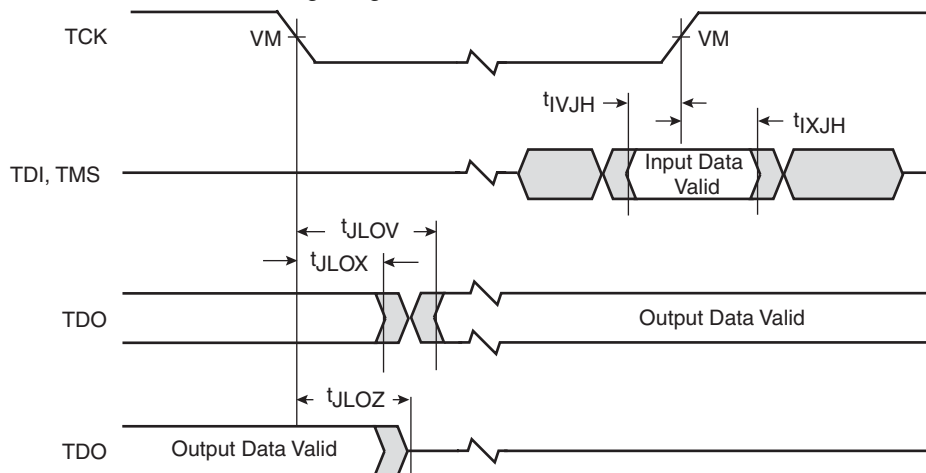 TCK
VM
VM
tIVJH
tIXJH
TDI, TMS
Input Data
Valid
tJLOV
tJLOX
TDO
Output Data Valid
tJLOZ
TDO
Output Data Valid